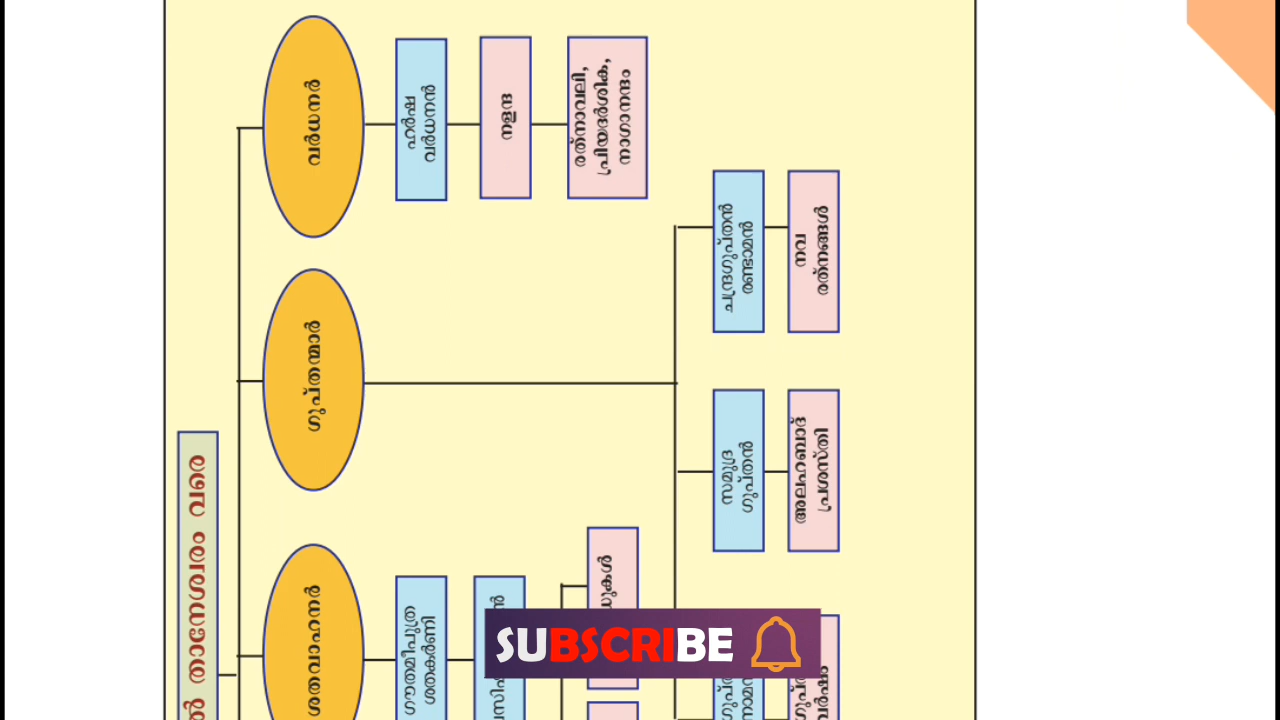 താനേശ്വരം വരെ
വർധനർ
ഹർഷ
വർധനൻ
നളന്ദ
രത്നാവലി,
പ്രിയദർശിക,
നാഗാനന്ദം
ഗുപ്തന്മാർ
ചന്ദ്രഗുപ്തൻ
രണ്ടാമൻ
നവ
രത്നങ്ങൾ
സമുദ്ര
ഗുപ്തൻ
അലഹബാദ്
പ്രശസ്തി
ശതവാഹനർ
ഗൗതമീപുത്ര
ശതകർണി
SUBSCRIBE